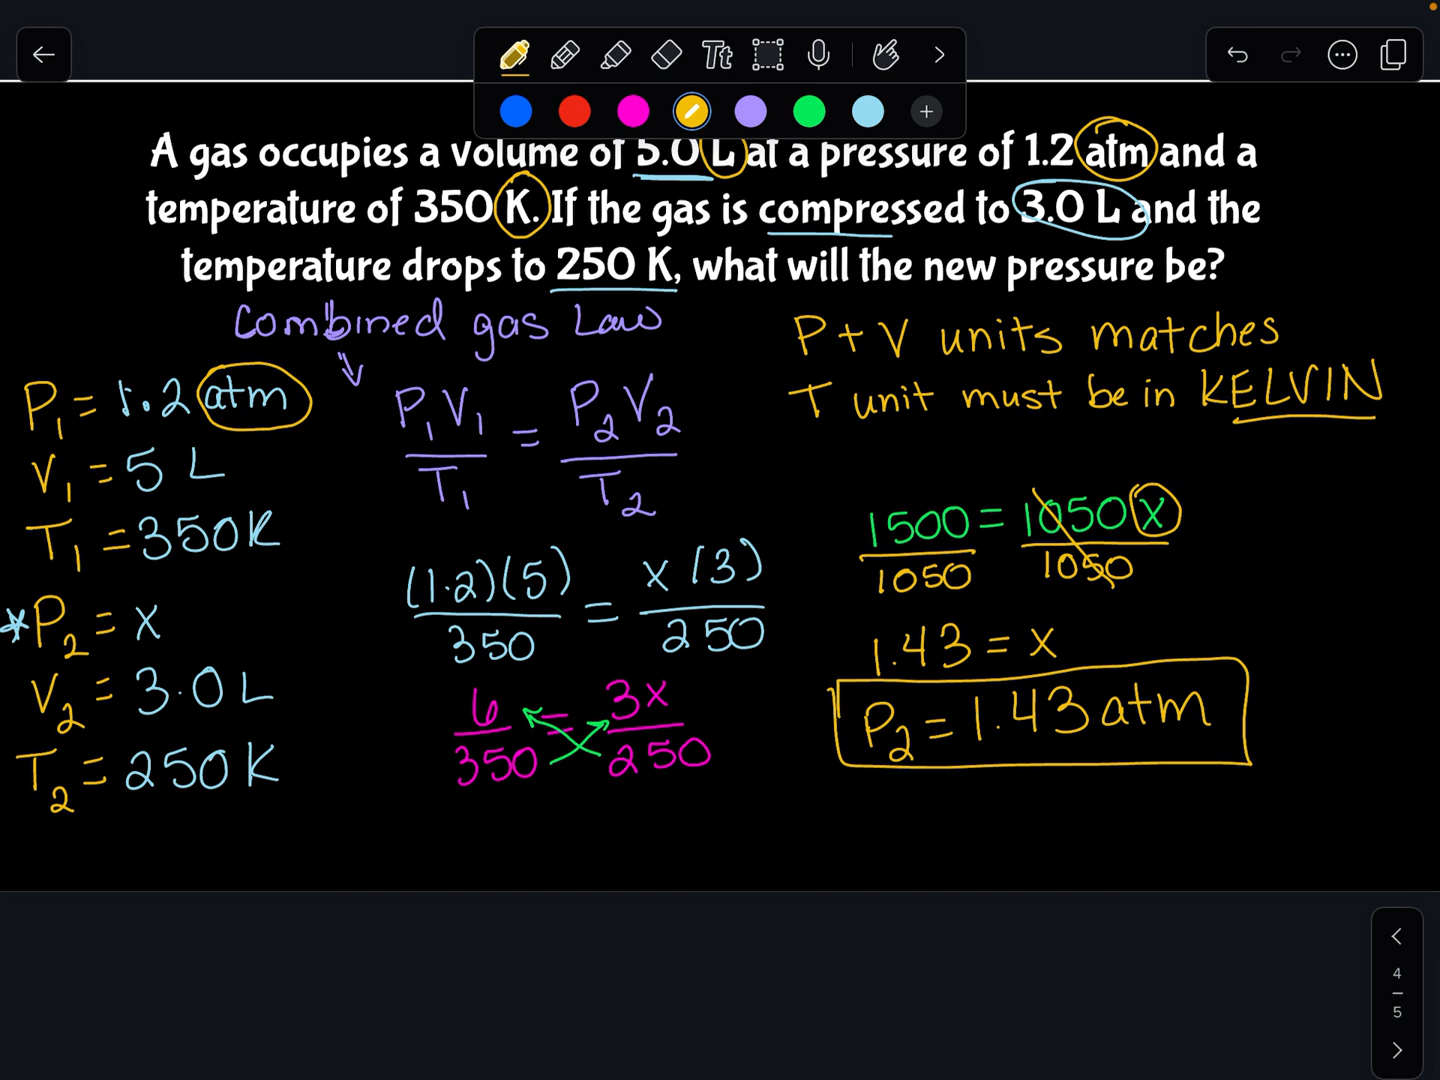 Tt
A gas occupies a volume of 5.0 L at a pressure of 1.2 atm and a
temperature of 350 K. If the gas is compressed to 3.0 L and the
temperature drops to 250 K, what will the new pressure be?
combined gas Law
P₁ = 1.2 atm
V₁ = 5 L
T₁ = 350K
*P₂ = x
V₂ = 3.0 L
T₂ = 250 K
P₁V₁ / T₁ = P₂V₂ / T₂
(1.2)(5) / 350 = x (3) / 250
6 / 350 = 3x / 250
P + V units matches
T unit must be in KELVIN
1500 = 1050x
1050 1050
1.43 = x
P₂ = 1.43 atm
4
5